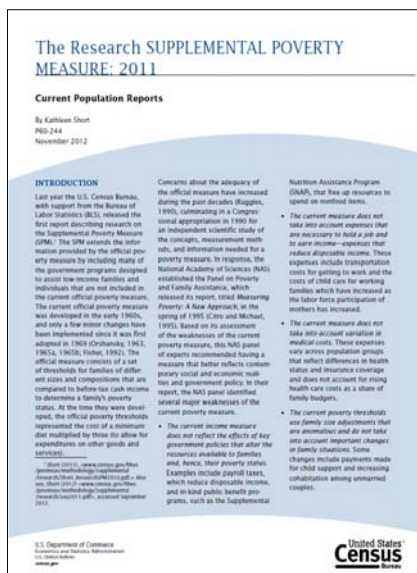 The Research SUPPLEMENTAL POVERTY
MEASURE: 2011
Current Population Reports
By Kathleen Short
P60-244
November 2012
INTRODUCTION
Last year the U.S. Census Bureau,
with support from the Bureau of
Labor Statistics (BLS), released the
first report describing research on
the Supplemental Poverty Measure
(SPM).¹ The SPM extends the infor-
mation provided by the official pov-
erty measure by including many of
the government programs designed
to assist low-income families and
individuals that are not included in
the current official poverty measure.
The current official poverty measure
was developed in the early 1960s,
and only a few minor changes have
been implemented since it was first
adopted in 1969 (Orshansky, 1963,
1965a, 1965b; Fisher, 1992). The
official measure consists of a set
of thresholds for families of differ-
ent sizes and compositions that are
compared to before-tax cash income
to determine a family's poverty
status. At the time they were devel-
oped, the official poverty thresholds
represented the cost of a minimum
diet multiplied by three (to allow for
expenditures on other goods and
services).
Concerns about the adequacy of
the official measure have increased
during the past decades (Ruggles,
1990), culminating in a Congres-
sional appropriation in 1990 for
an independent scientific study of
the concepts, measurement meth-
ods, and information needed for a
poverty measure. In response, the
National Academy of Sciences (NAS)
established the Panel on Poverty
and Family Assistance, which
released its report, titled Measuring
Poverty: A New Approach, in the
spring of 1995 (Citro and Michael,
1995). Based on its assessment
of the weaknesses of the current
poverty measure, this NAS panel
of experts recommended having a
measure that better reflects contem-
porary social and economic reali-
ties and government policy. In their
report, the NAS panel identified
several major weaknesses of the
current poverty measure.
• The current income measure
does not reflect the effects of key
government policies that alter the
resources available to families
and, hence, their poverty status.
Examples include payroll taxes,
which reduce disposable income,
and in-kind public benefit pro-
grams, such as the Supplemental
Nutrition Assistance Program
(SNAP), that free up resources to
spend on nonfood items.
• The current measure does not
take into account expenses that
are necessary to hold a job and
to earn income—expenses that
reduce disposable income. These
expenses include transportation
costs for getting to work and the
costs of child care for working
families which have increased as
the labor force participation of
mothers has increased.
• The current measure does not
take into account variation in
medical costs. These expenses
vary across population groups
that reflect differences in health
status and insurance coverage
and does not account for rising
health care costs as a share of
family budgets.
• The current poverty thresholds
use family size adjustments that
are anomalous and do not take
into account important changes
in family situations. Some
changes include payments made
for child support and increasing
cohabitation among unmarried
couples.
U.S. Department of Commerce
Economics and Statistics Administration
U.S. CENSUS BUREAU
census.gov
United States
Census
Bureau